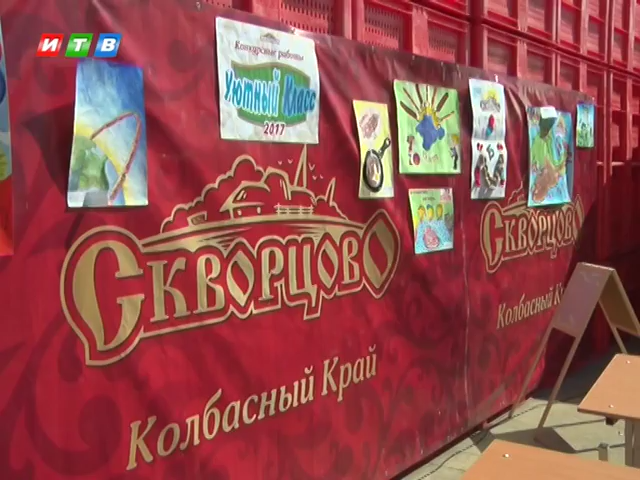 ИТВ
Конкурсные работы
Уютный Класс
2017
Скворцово
Колбасный Край
Скворцово
Колбасный К